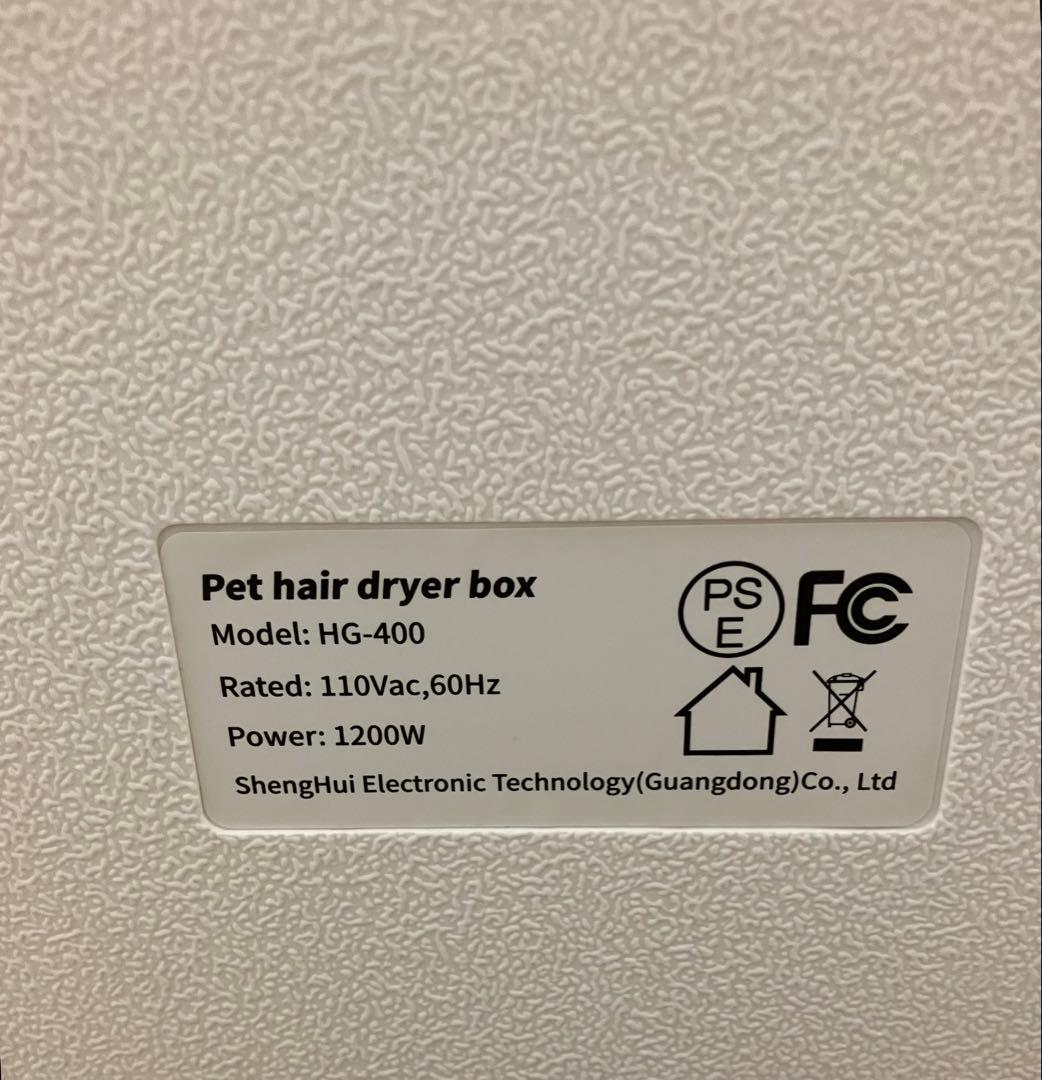 Pet hair dryer box
Model: HG-400
Rated: 110Vac,60Hz
Power: 1200W
ShengHui Electronic Technology(Guangdong)Co., Ltd
PS
E
FC